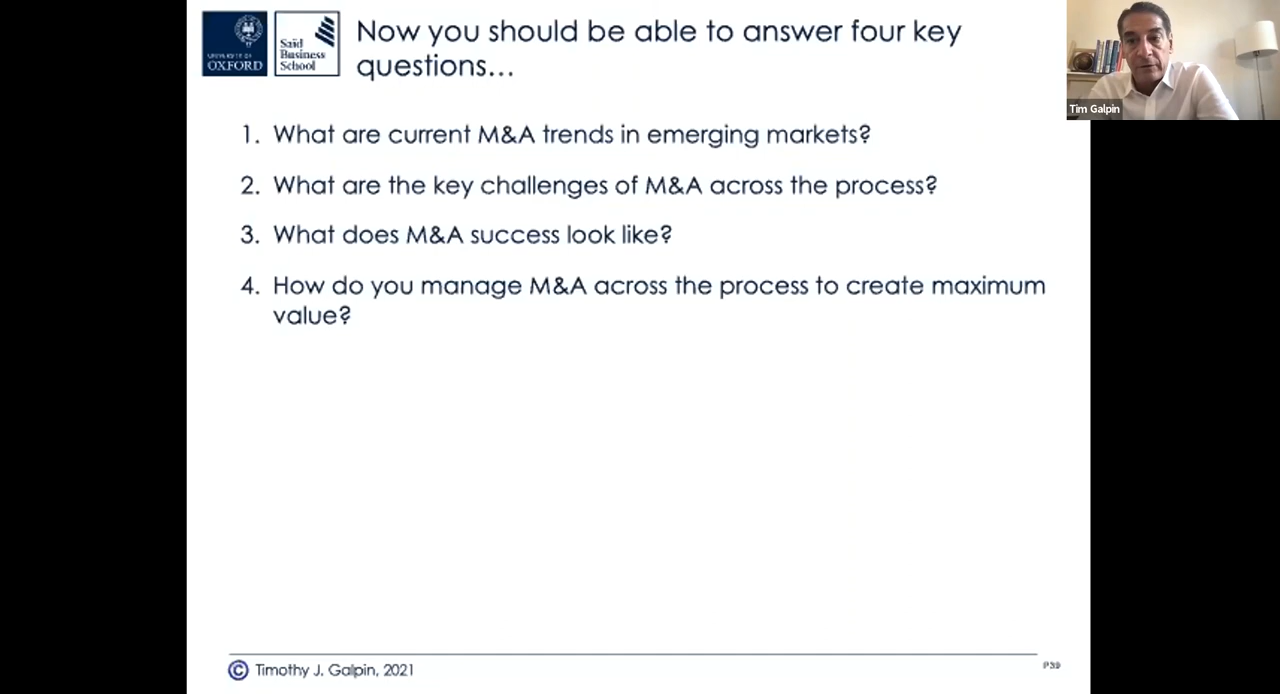 UNIVERSITY OF
OXFORD
Saïd
Business
School
Now you should be able to answer four key
questions…
Tim Galpin
1. What are current M&A trends in emerging markets?
2. What are the key challenges of M&A across the process?
3. What does M&A success look like?
4. How do you manage M&A across the process to create maximum
value?
© Timothy J. Galpin, 2021
P39